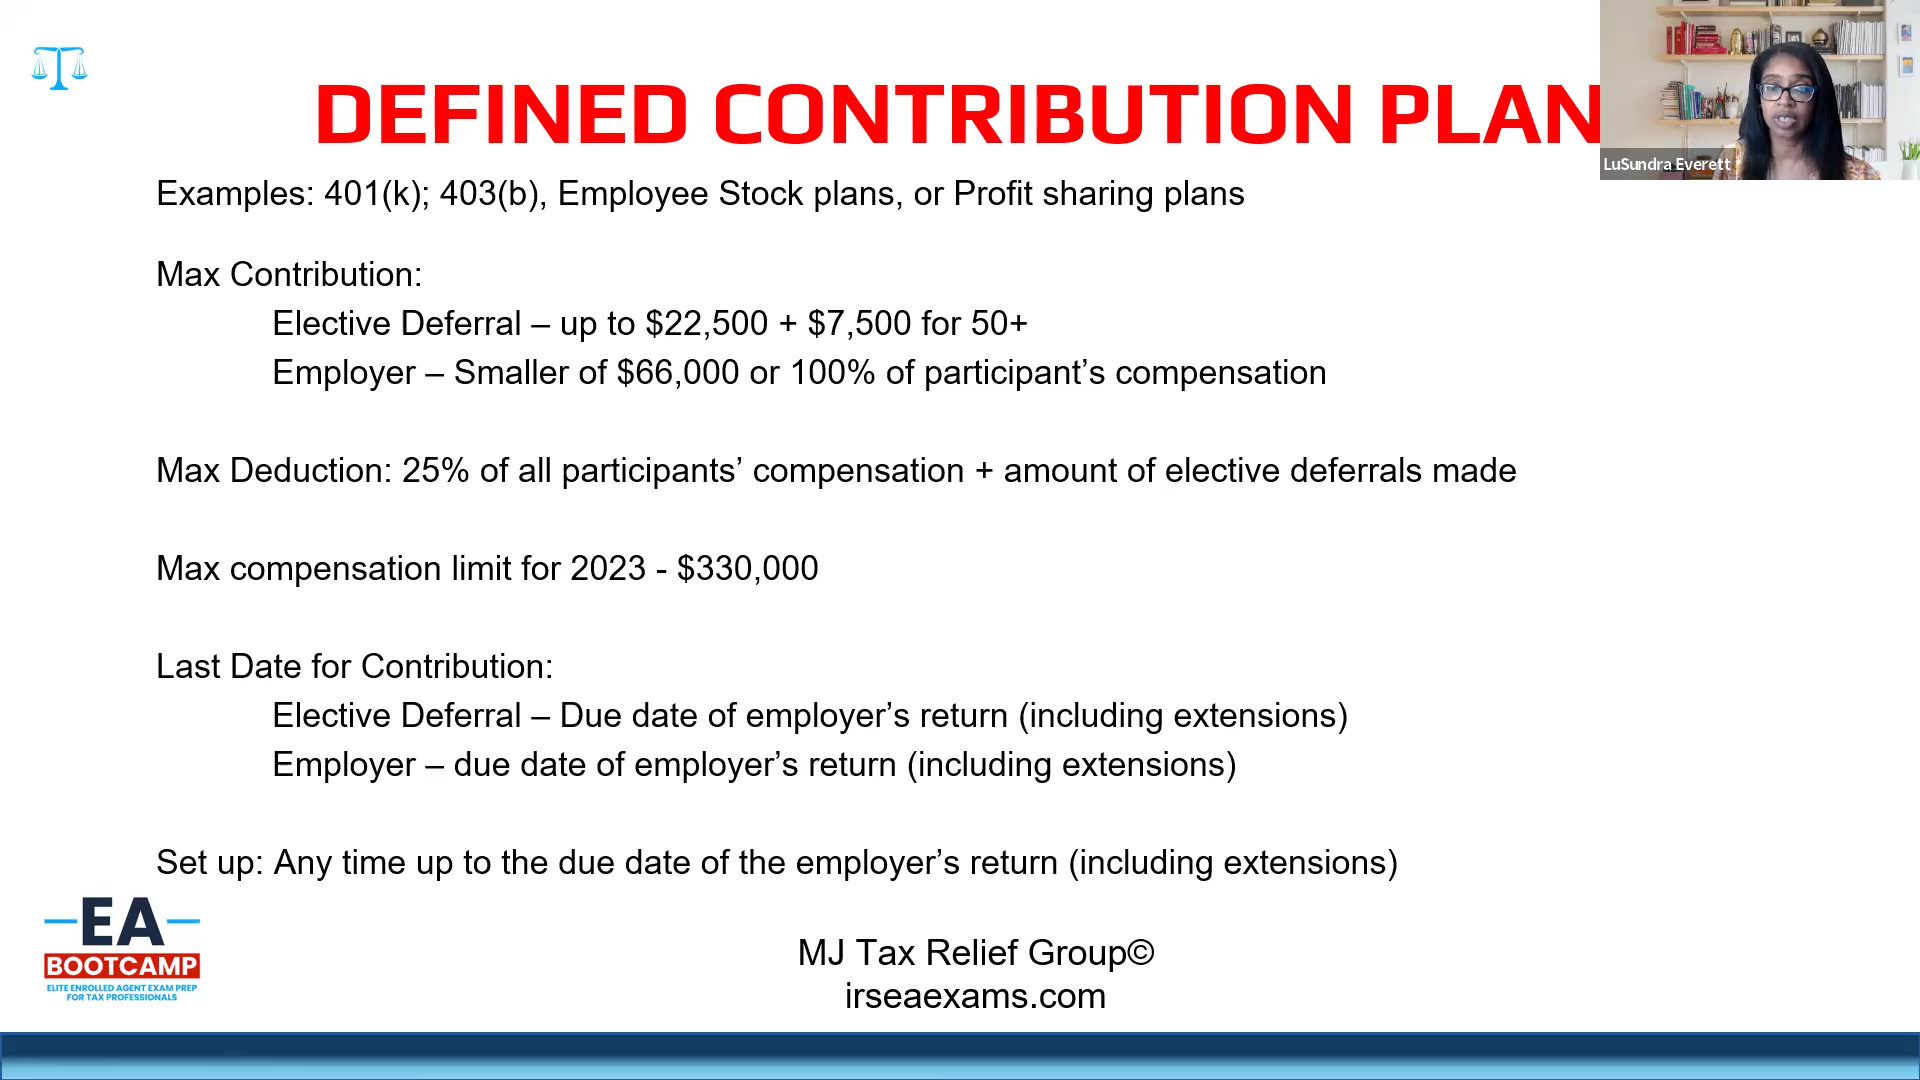 DEFINED CONTRIBUTION PLAN
LuSundra Everett
Examples: 401(k); 403(b), Employee Stock plans, or Profit sharing plans
Max Contribution:
Elective Deferral – up to $22,500 + $7,500 for 50+
Employer – Smaller of $66,000 or 100% of participant’s compensation
Max Deduction: 25% of all participants’ compensation + amount of elective deferrals made
Max compensation limit for 2023 - $330,000
Last Date for Contribution:
Elective Deferral – Due date of employer’s return (including extensions)
Employer – due date of employer’s return (including extensions)
Set up: Any time up to the due date of the employer’s return (including extensions)
EA
BOOTCAMP
ELITE ENROLLED AGENT EXAM PREP
FOR TAX PROFESSIONALS
MJ Tax Relief Group©
irseaexams.com